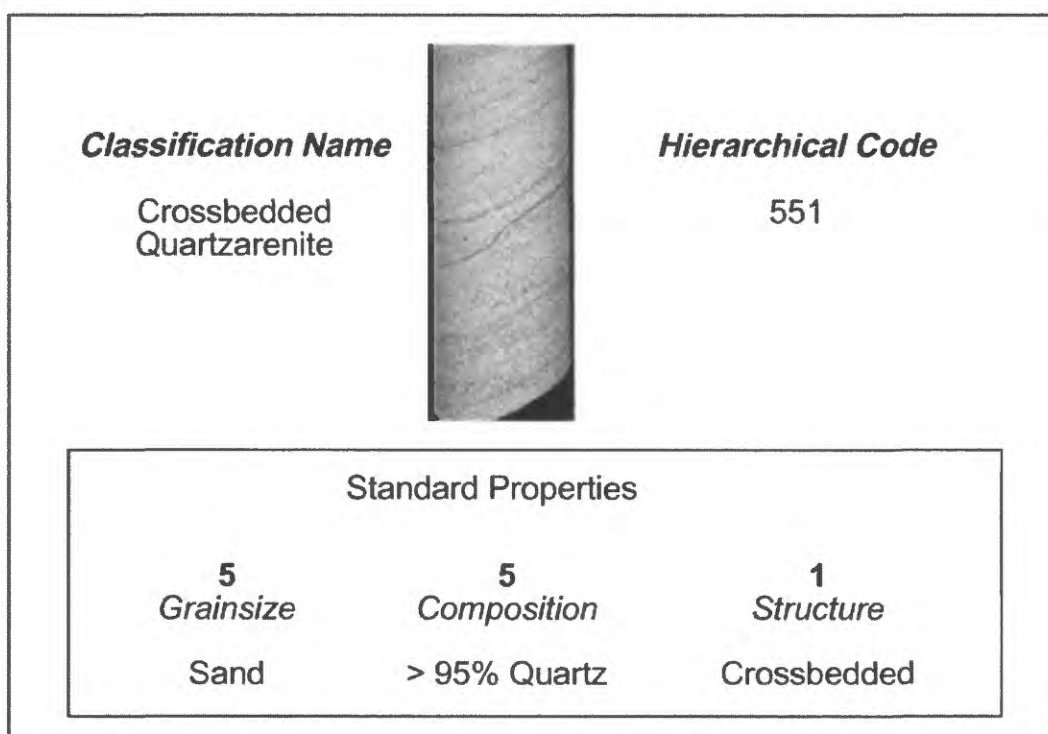 Classification Name
Crossbedded
Quartzarenite
Hierarchical Code
551
Standard Properties
5 5 1
Grainsize Composition Structure
Sand > 95% Quartz Crossbedded